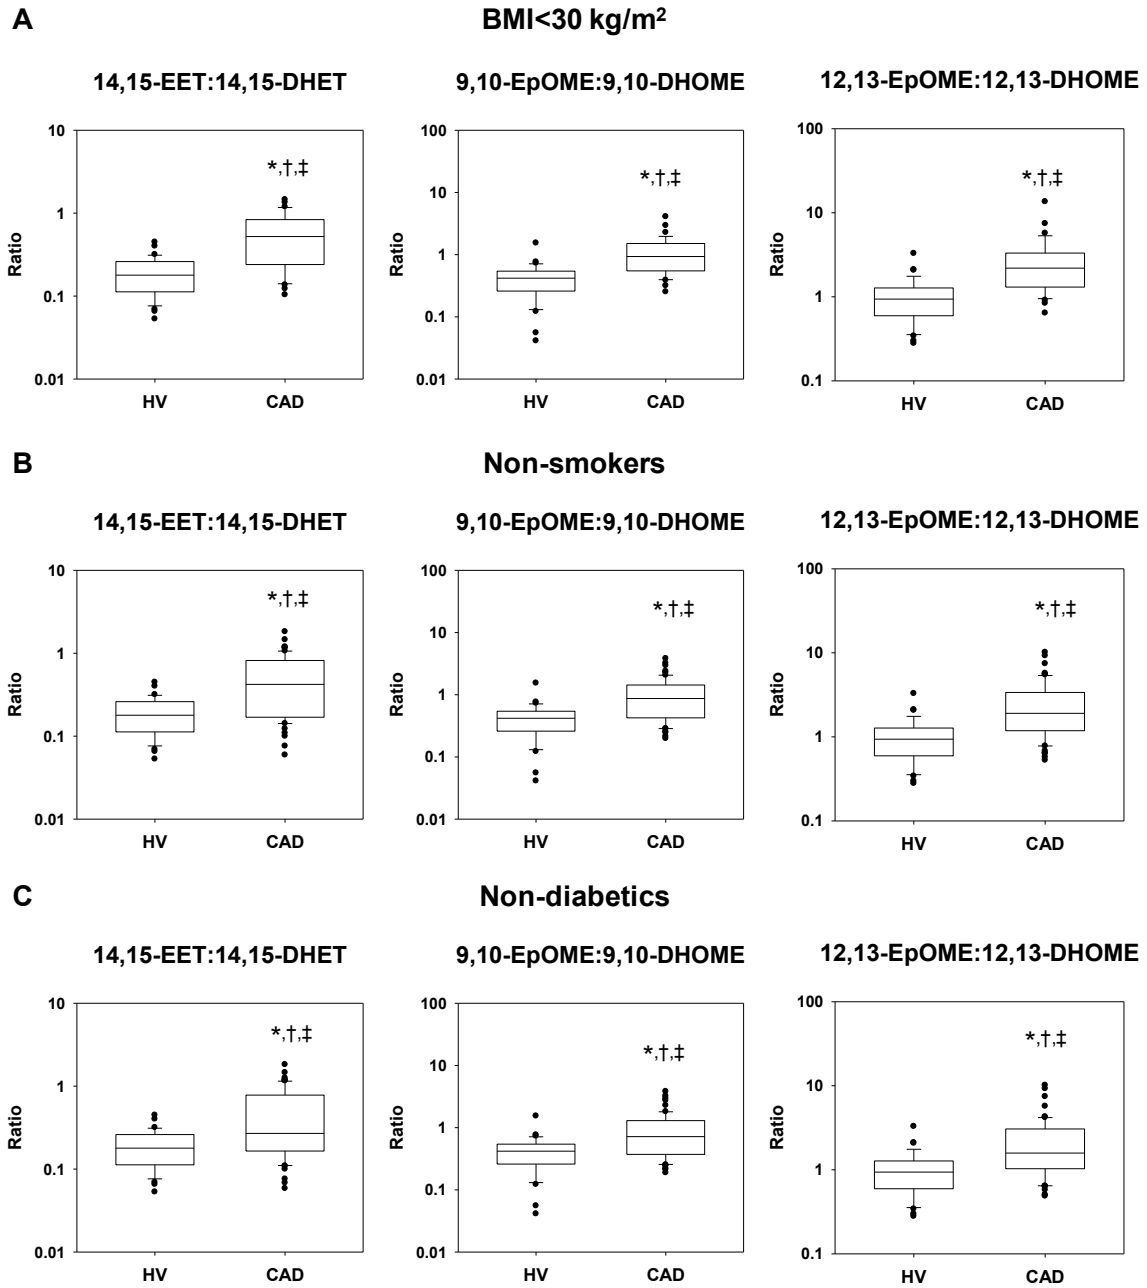 A
BMI<30 kg/m²
14,15-EET:14,15-DHET
9,10-EpOME:9,10-DHOME
12,13-EpOME:12,13-DHOME
10
1
0.1
0.01
Ratio
*,†,‡
HV
CAD
100
10
1
0.1
0.01
Ratio
*,†,‡
HV
CAD
100
10
1
0.1
Ratio
*,†,‡
HV
CAD
B
Non-smokers
14,15-EET:14,15-DHET
9,10-EpOME:9,10-DHOME
12,13-EpOME:12,13-DHOME
10
1
0.1
0.01
Ratio
*,†,‡
HV
CAD
100
10
1
0.1
0.01
Ratio
*,†,‡
HV
CAD
100
10
1
0.1
Ratio
*,†,‡
HV
CAD
C
Non-diabetics
14,15-EET:14,15-DHET
9,10-EpOME:9,10-DHOME
12,13-EpOME:12,13-DHOME
10
1
0.1
0.01
Ratio
*,†,‡
HV
CAD
100
10
1
0.1
0.01
Ratio
*,†,‡
HV
CAD
100
10
1
0.1
Ratio
*,†,‡
HV
CAD